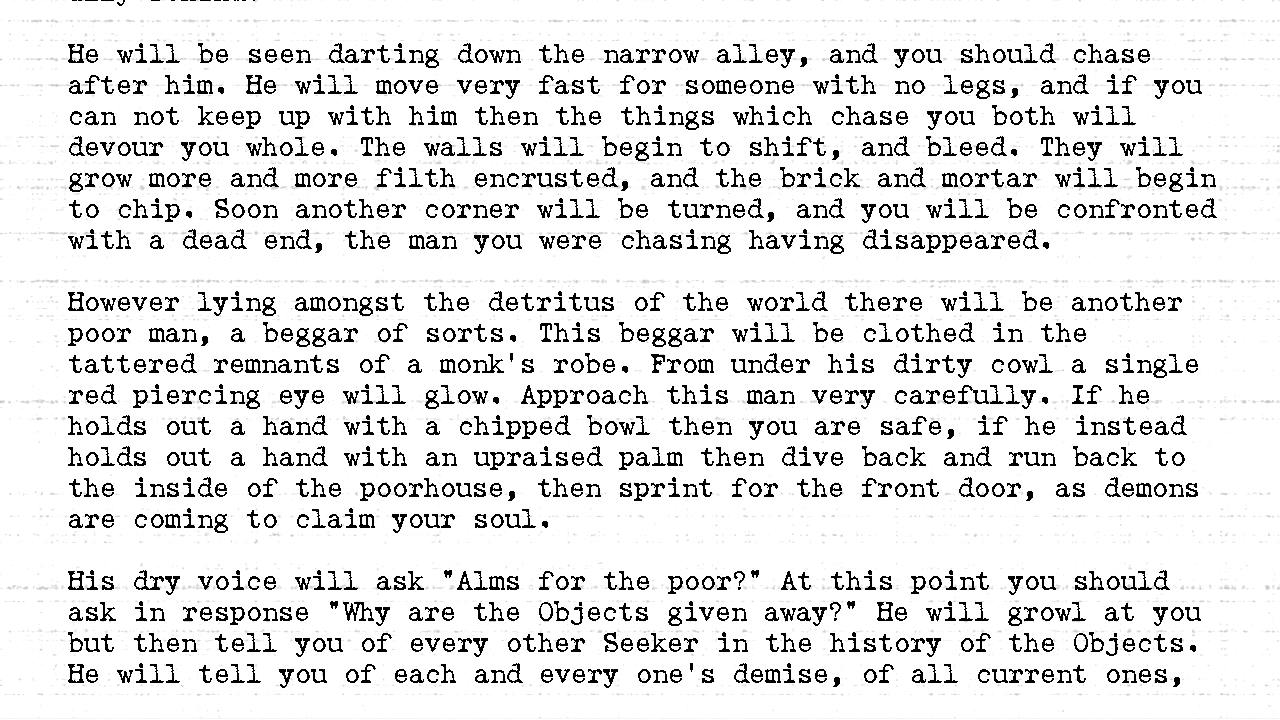 He will be seen darting down the narrow alley, and you should chase
after him. He will move very fast for someone with no legs, and if you
can not keep up with him then the things which chase you both will
devour you whole. The walls will begin to shift, and bleed. They will
grow more and more filth encrusted, and the brick and mortar will begin
to chip. Soon another corner will be turned, and you will be confronted
with a dead end, the man you were chasing having disappeared.
However lying amongst the detritus of the world there will be another
poor man, a beggar of sorts. This beggar will be clothed in the
tattered remnants of a monk's robe. From under his dirty cowl a single
red piercing eye will glow. Approach this man very carefully. If he
holds out a hand with a chipped bowl then you are safe, if he instead
holds out a hand with an upraised palm then dive back and run back to
the inside of the poorhouse, then sprint for the front door, as demons
are coming to claim your soul.
His dry voice will ask "Alms for the poor?" At this point you should
ask in response "Why are the Objects given away?" He will growl at you
but then tell you of every other Seeker in the history of the Objects.
He will tell you of each and every one's demise, of all current ones,